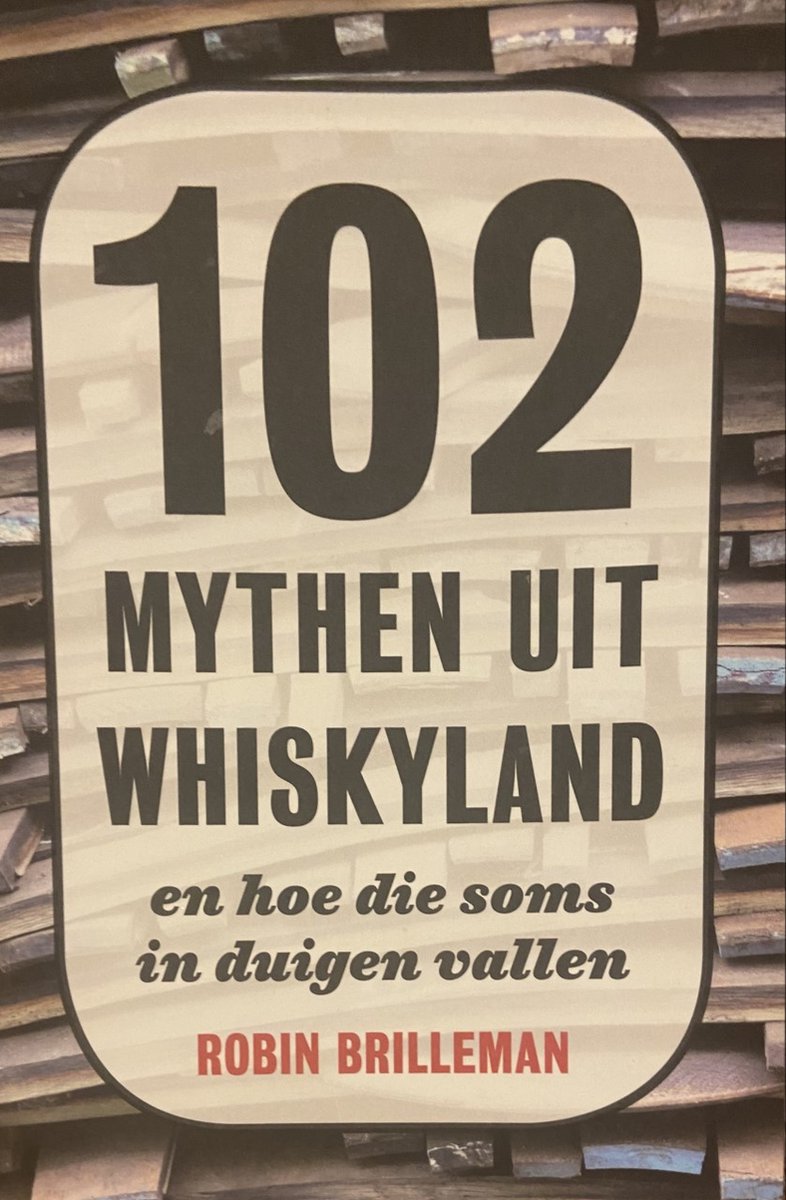 102
MYTHEN UIT
WHISKYLAND
en hoe die soms
in duigen vallen
ROBIN BRILLEMAN